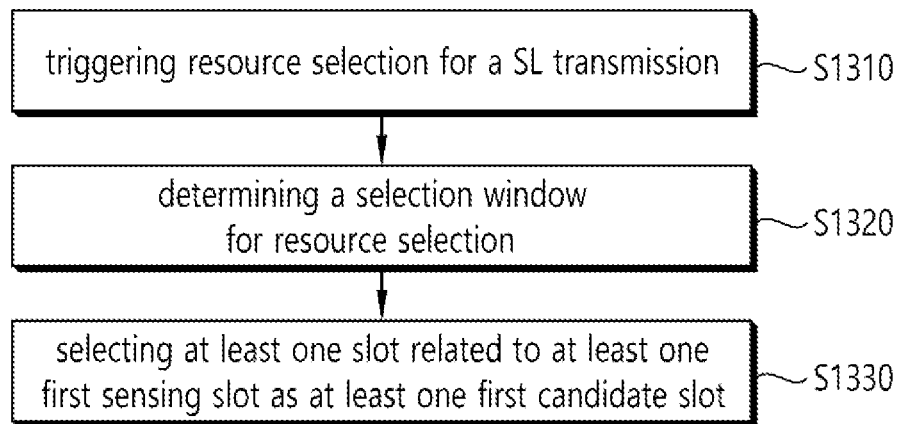 triggering resource selection for a SL transmission
S1310
determining a selection window
for resource selection
S1320
selecting at least one slot related to at least one
first sensing slot as at least one first candidate slot
S1330